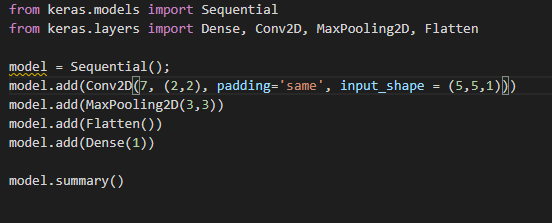 from keras.models import Sequential
from keras.layers import Dense, Conv2D, MaxPooling2D, Flatten
model = Sequential();
model.add(Conv2D(7, (2,2), padding='same', input_shape = (5,5,1)))
model.add(MaxPooling2D(3,3))
model.add(Flatten())
model.add(Dense(1))
model.summary()